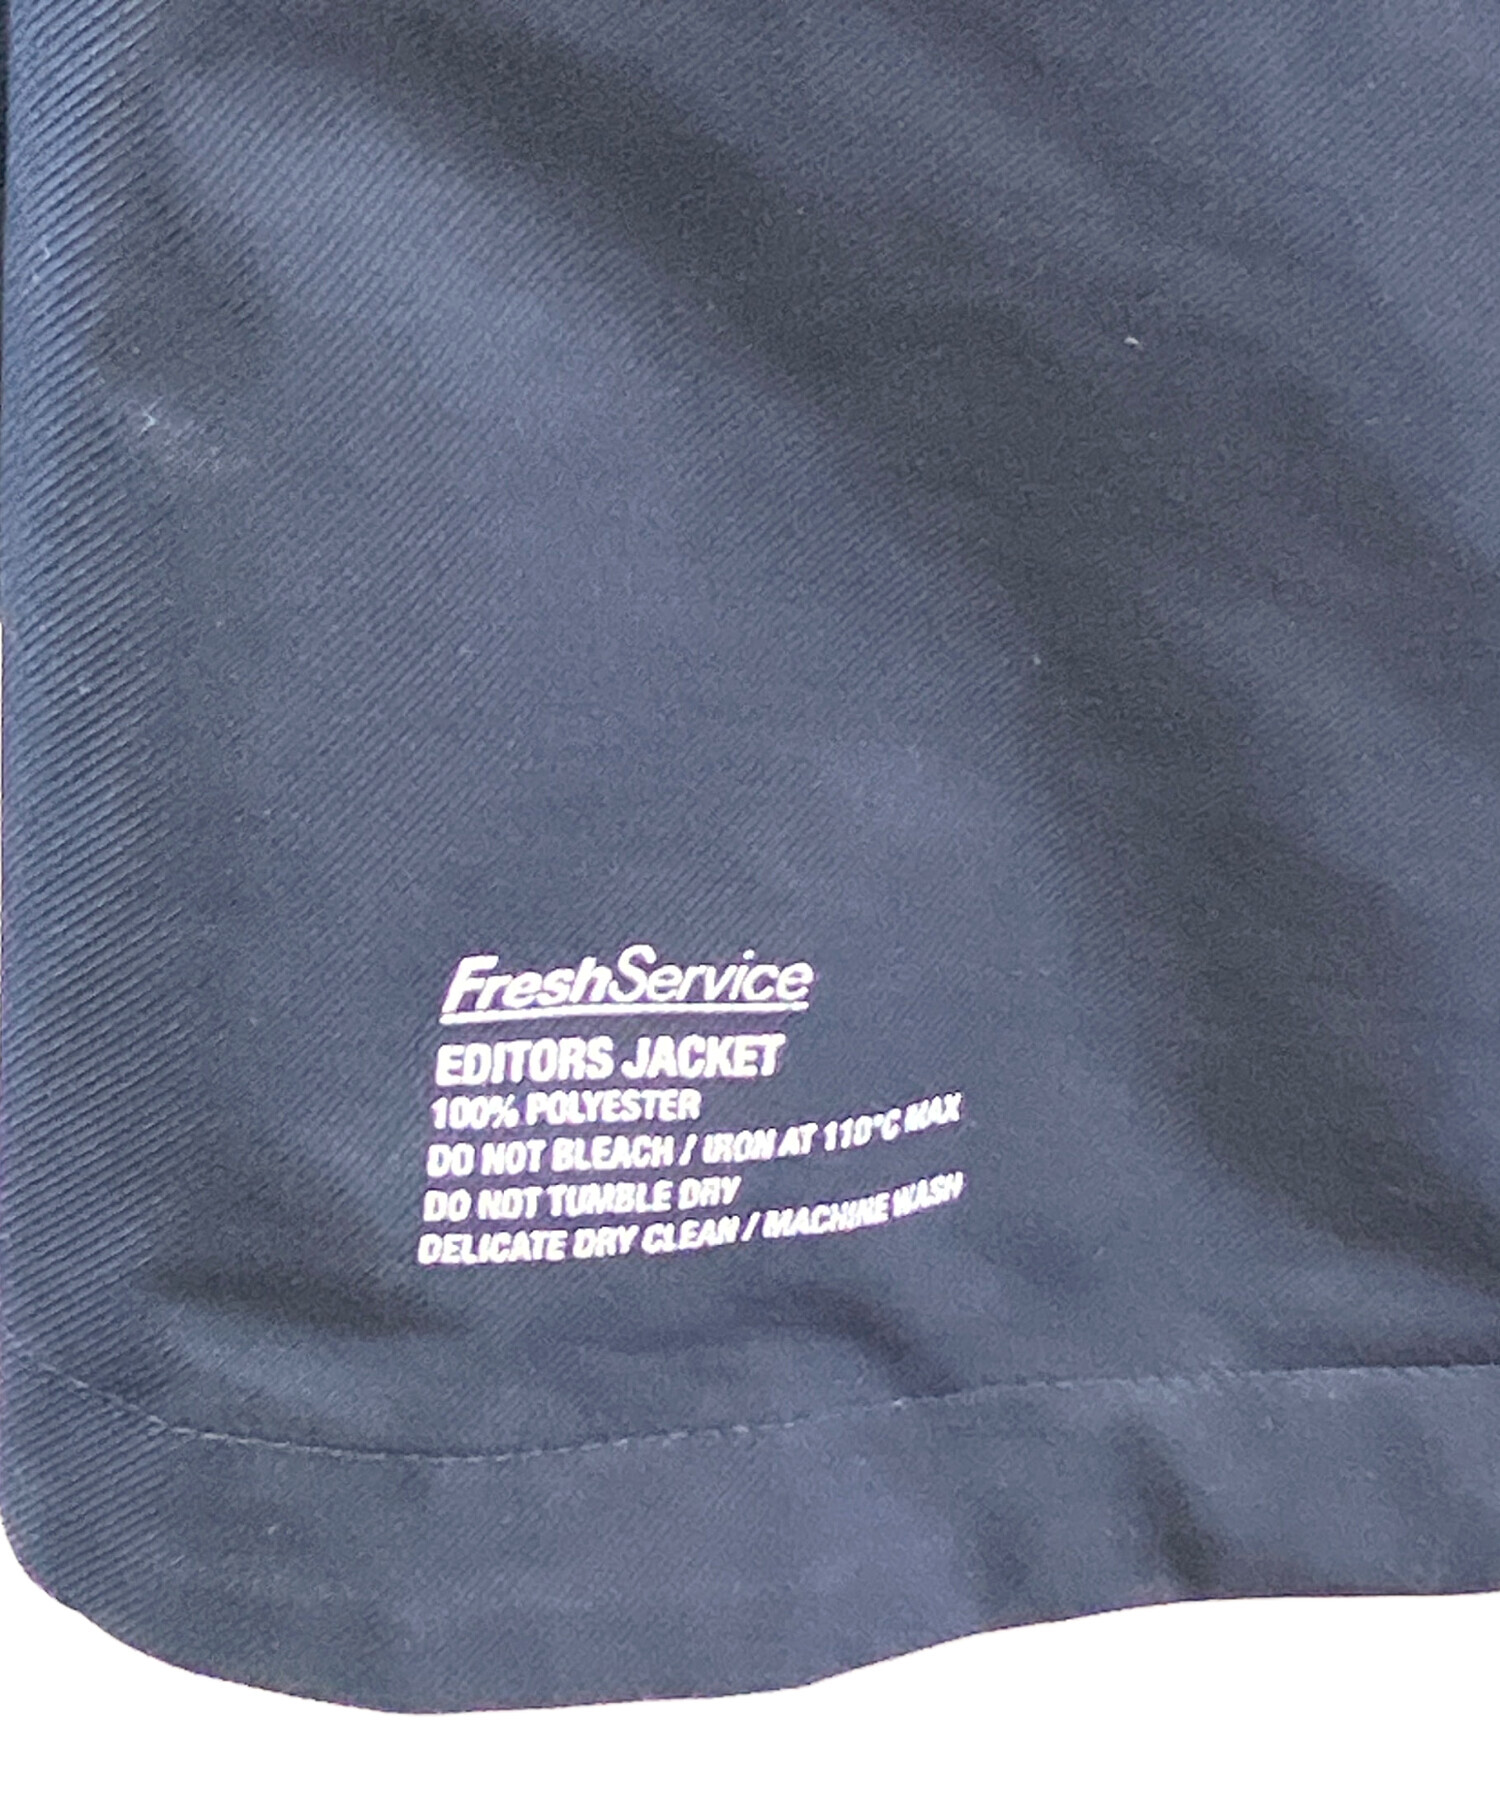 FreshService
EDITORS JACKET
100% POLYESTER
DO NOT BLEACH / IRON AT 110°C MAX
DO NOT TUMBLE DRY
DELICATE DRY CLEAN / MACHINE WASH